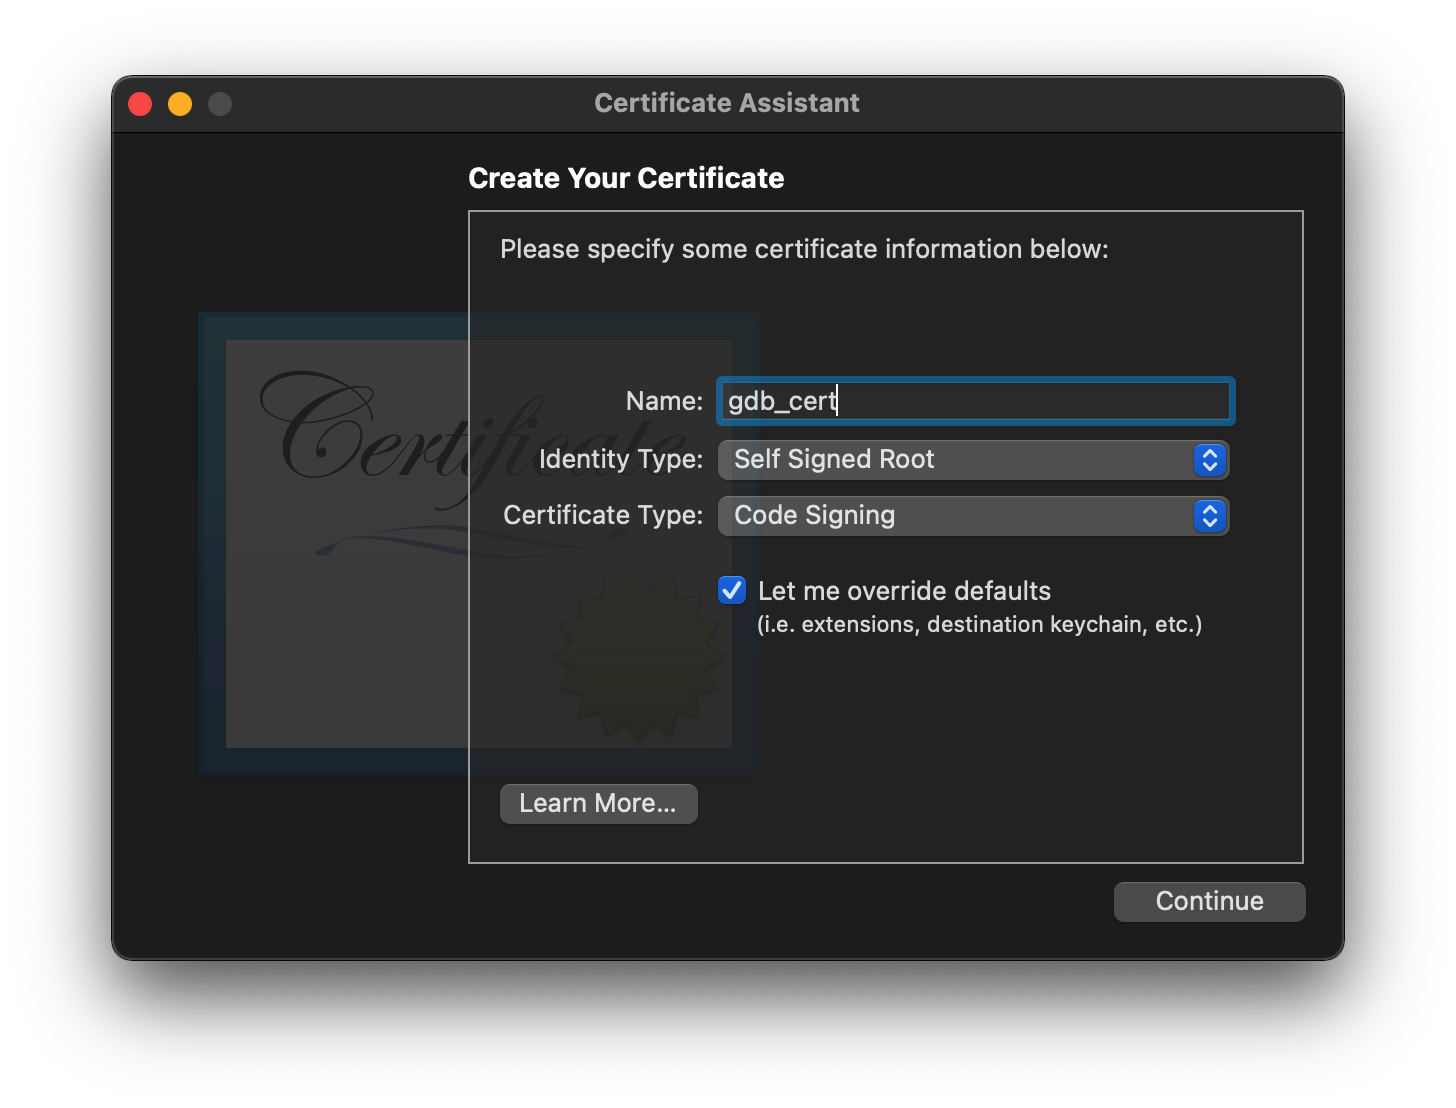 Certificate Assistant
Create Your Certificate
Please specify some certificate information below:
Certificate
Name: gdb_cert
Identity Type: Self Signed Root
Certificate Type: Code Signing
Let me override defaults
(i.e. extensions, destination keychain, etc.)
Learn More...
Continue